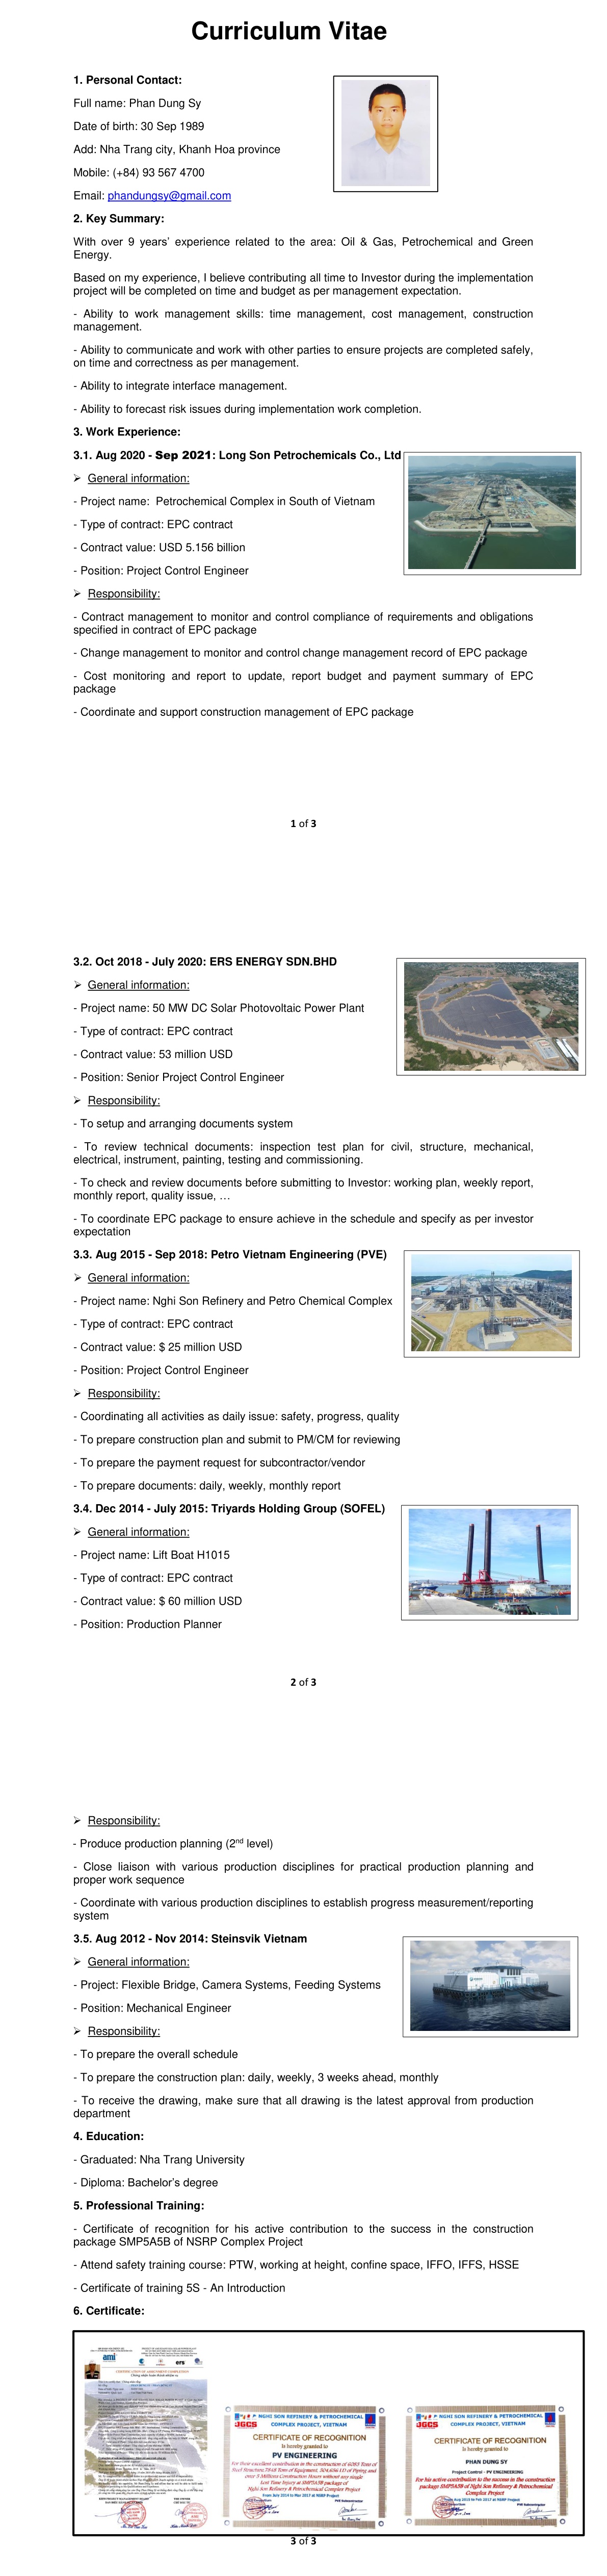 Curriculum Vitae
1. Personal Contact:
Full name: Phan Dung Sy
Date of birth: 30 Sep 1989
Add: Nha Trang city, Khanh Hoa province
Mobile: (+84) 93 567 4700
Email: phandungsy@gmail.com
2. Key Summary:
With over 9 years' experience related to the area: Oil & Gas, Petrochemical and Green
Energy.
Based on my experience, I believe contributing all time to Investor during the implementation
project will be completed on time and budget as per management expectation.
- Ability to work management skills: time management, cost management, construction
management.
- Ability to communicate and work with other parties to ensure projects are completed safely,
on time and correctness as per management.
- Ability to integrate interface management.
- Ability to forecast risk issues during implementation work completion.
3. Work Experience:
3.1. Aug 2020 - Sep 2021: Long Son Petrochemicals Co., Ltd
➢ General information:
- Project name: Petrochemical Complex in South of Vietnam
- Type of contract: EPC contract
- Contract value: USD 5.156 billion
- Position: Project Control Engineer
➢ Responsibility:
- Contract management to monitor and control compliance of requirements and obligations
specified in contract of EPC package
- Change management to monitor and control change management record of EPC package
- Cost monitoring and report to update, report budget and payment summary of EPC
package
- Coordinate and support construction management of EPC package
1 of 3
3.2. Oct 2018 - July 2020: ERS ENERGY SDN.BHD
➢ General information:
- Project name: 50 MW DC Solar Photovoltaic Power Plant
- Type of contract: EPC contract
- Contract value: 53 million USD
- Position: Senior Project Control Engineer
➢ Responsibility:
- To setup and arranging documents system
- To review technical documents: inspection test plan for civil, structure, mechanical,
electrical, instrument, painting, testing and commissioning.
- To check and review documents before submitting to Investor: working plan, weekly report,
monthly report, quality issue, …
- To coordinate EPC package to ensure achieve in the schedule and specify as per investor
expectation
3.3. Aug 2015 - Sep 2018: Petro Vietnam Engineering (PVE)
➢ General information:
- Project name: Nghi Son Refinery and Petro Chemical Complex
- Type of contract: EPC contract
- Contract value: $ 25 million USD
- Position: Project Control Engineer
➢ Responsibility:
- Coordinating all activities as daily issue: safety, progress, quality
- To prepare construction plan and submit to PM/CM for reviewing
- To prepare the payment request for subcontractor/vendor
- To prepare documents: daily, weekly, monthly report
3.4. Dec 2014 - July 2015: Triyards Holding Group (SOFEL)
➢ General information:
- Project name: Lift Boat H1015
- Type of contract: EPC contract
- Contract value: $ 60 million USD
- Position: Production Planner
2 of 3
➢ Responsibility:
- Produce production planning (2nd level)
- Close liaison with various production disciplines for practical production planning and
proper work sequence
- Coordinate with various production disciplines to establish progress measurement/reporting
system
3.5. Aug 2012 - Nov 2014: Steinsvik Vietnam
➢ General information:
- Project: Flexible Bridge, Camera Systems, Feeding Systems
- Position: Mechanical Engineer
➢ Responsibility:
- To prepare the overall schedule
- To prepare the construction plan: daily, weekly, 3 weeks ahead, monthly
- To receive the drawing, make sure that all drawing is the latest approval from production
department
4. Education:
- Graduated: Nha Trang University
- Diploma: Bachelor's degree
5. Professional Training:
- Certificate of recognition for his active contribution to the success in the construction
package SMP5A5B of NSRP Complex Project
- Attend safety training course: PTW, working at height, confine space, IFFO, IFFS, HSSE
- Certificate of training 5S - An Introduction
6. Certificate:
ami
ers
NGHI SON REFINERY & PETROCHEMICAL
COMPLEX PROJECT, VIETNAM
JGCS
CERTIFICATE OF RECOGNITION
is hereby granted to
PV ENGINEERING
NGHI SON REFINERY & PETROCHEMICAL
COMPLEX PROJECT, VIETNAM
JGCS
CERTIFICATE OF RECOGNITION
is hereby granted to
PHAN DUNG SY
Project Control - PV ENGINEERING
For his active contribution to the success in the construction
package SMP5A5B of Nghi Son Refinery & Petrochemical
Complex Project
3 of 3